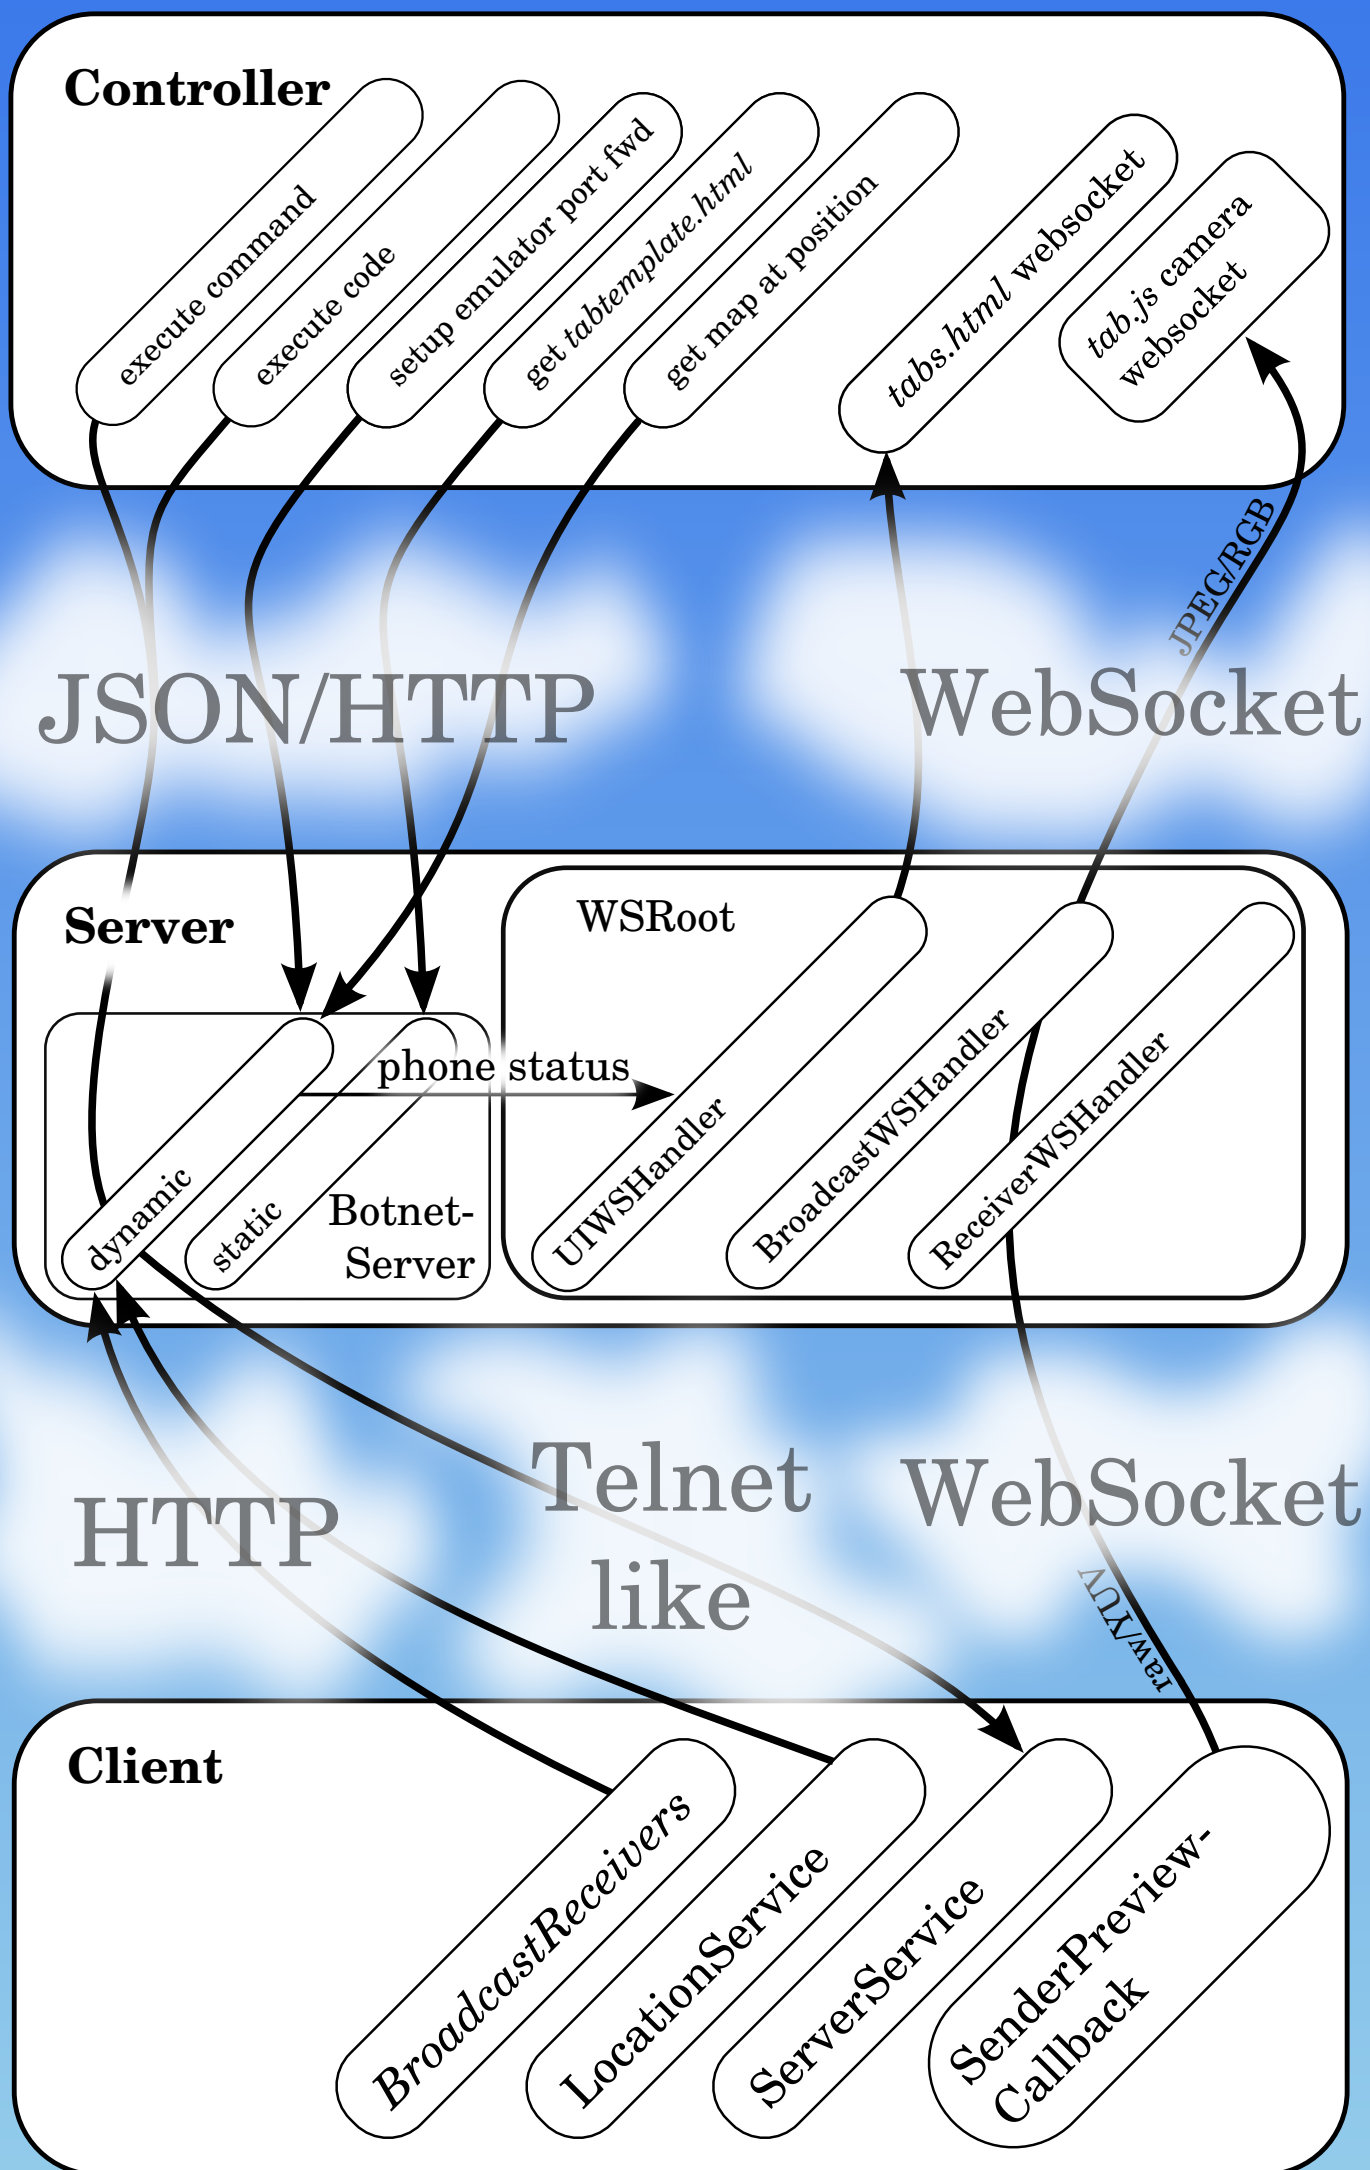 Controller
execute command
execute code
setup emulator port fwd
get tabtemplate.html
get map at position
tabs.html websocket
tab.js camera
websocket
JPEG/RGB
JSON/HTTP
WebSocket
Server
WSRoot
phone status
dynamic
static
Botnet-
Server
UIWSHandler
BroadcastWSHandler
ReceiverWSHandler
HTTP
Telnet
like
WebSocket
raw/YUV
Client
BroadcastReceivers
LocationService
ServerService
SenderPreview-
Callback